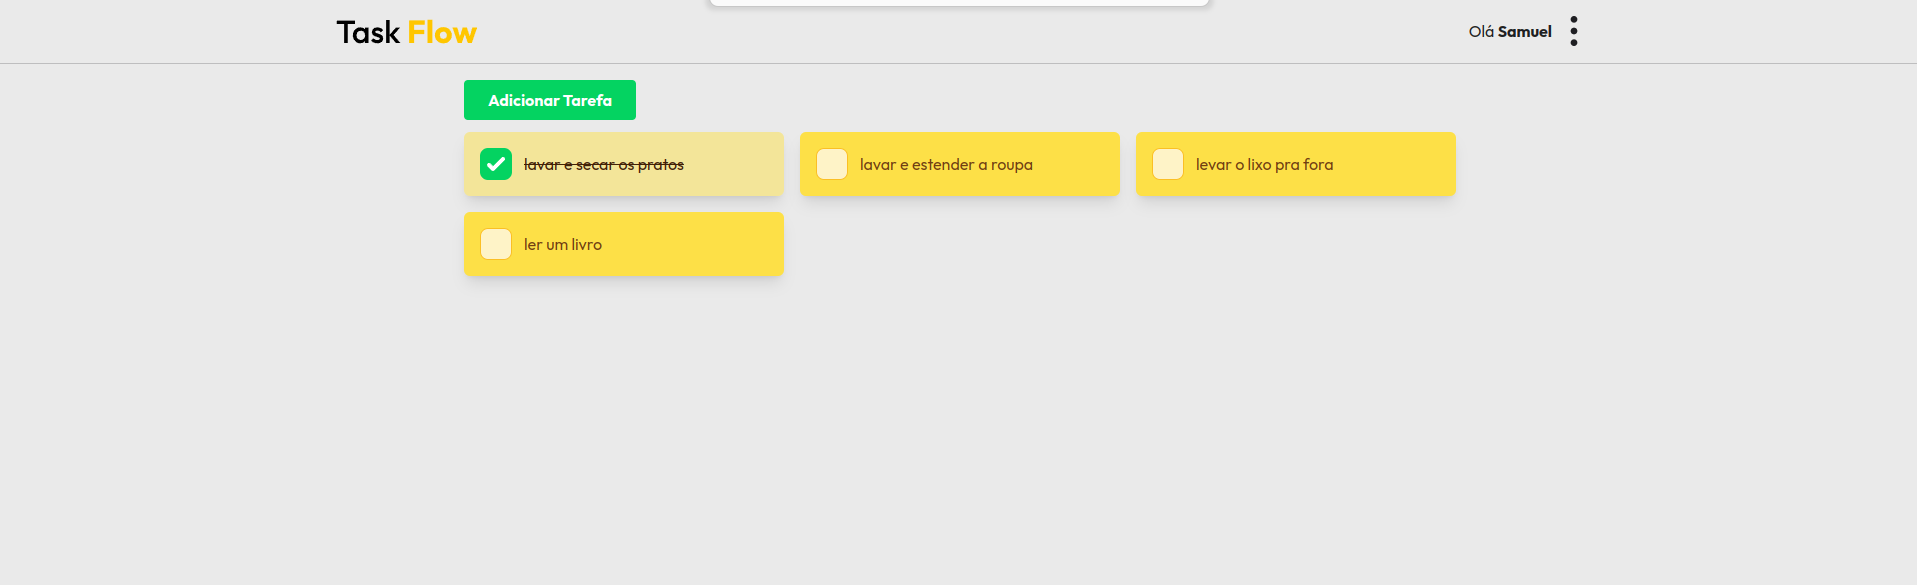 Task Flow
Olá Samuel
Adicionar Tarefa
lavar e secar os pratos
lavar e estender a roupa
levar o lixo pra fora
ler um livro